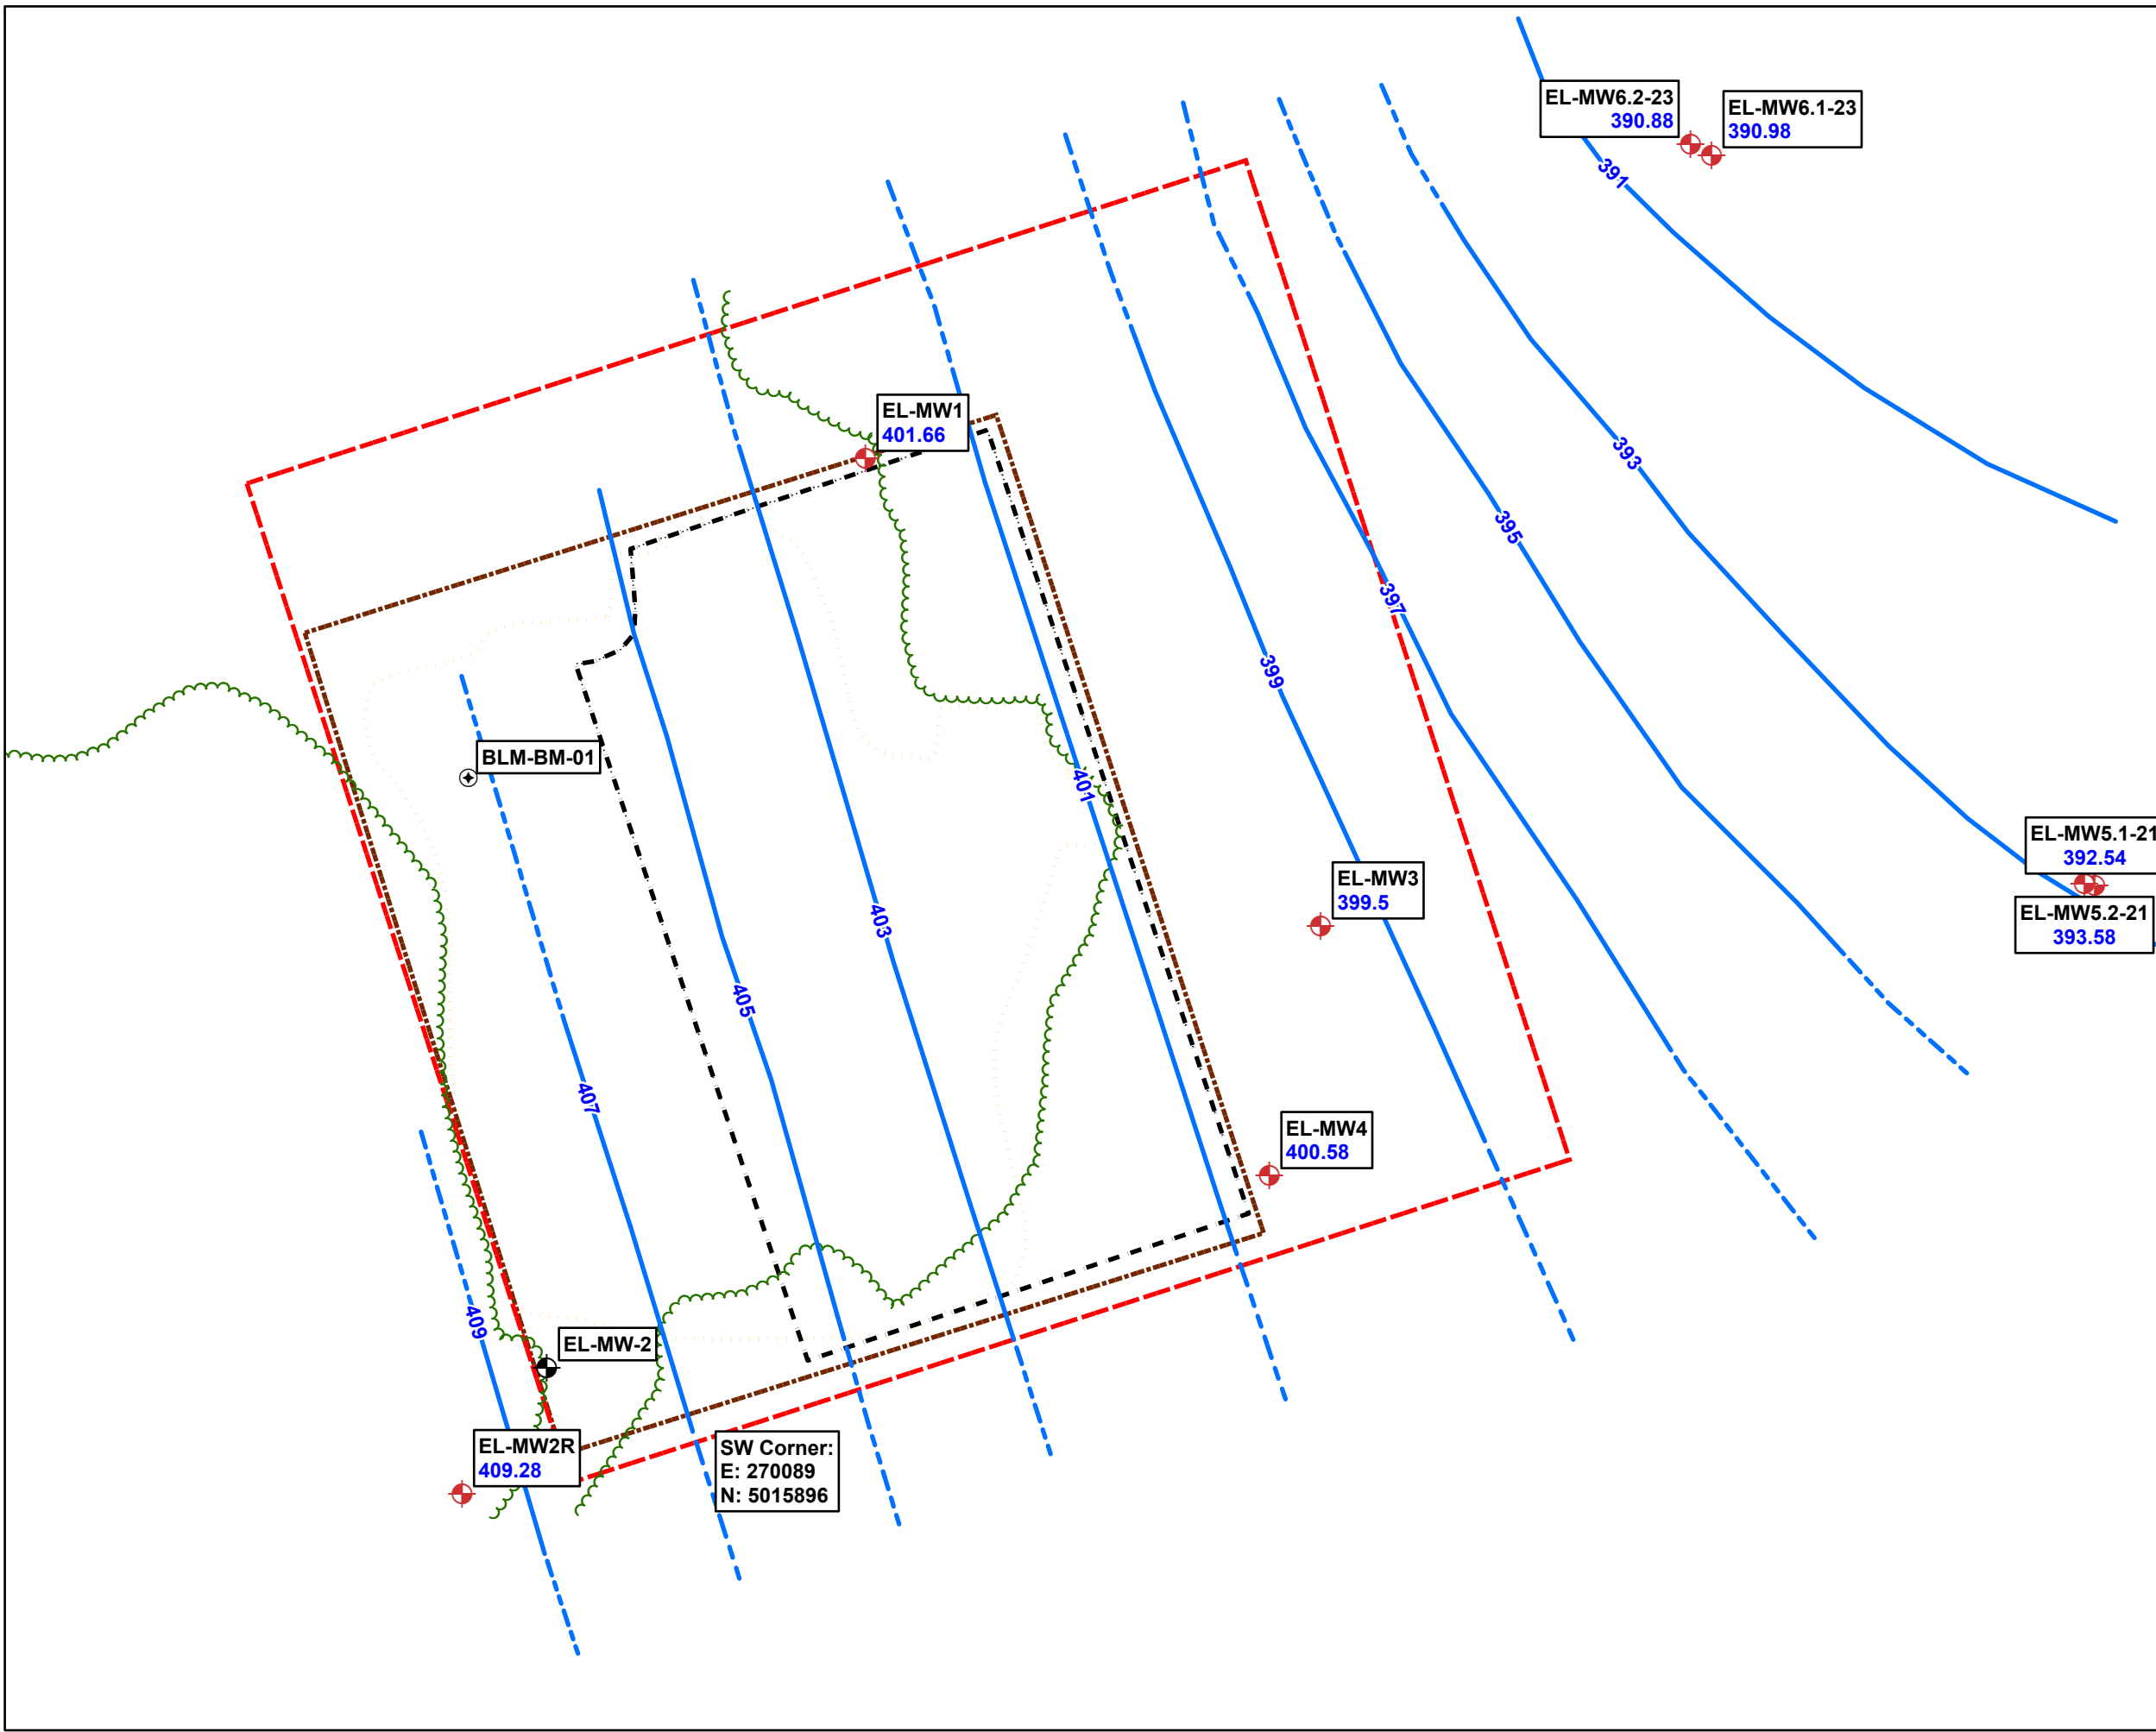 EL-MW6.2-23
390.88
EL-MW6.1-23
390.98
391
EL-MW1
401.66
393
395
397
399
BLM-BM-01
401
EL-MW5.1-21
392.54
EL-MW3
399.5
403
EL-MW5.2-21
393.58
405
407
EL-MW4
400.58
409
EL-MW-2
EL-MW2R
409.28
SW Corner:
E: 270089
N: 5015896